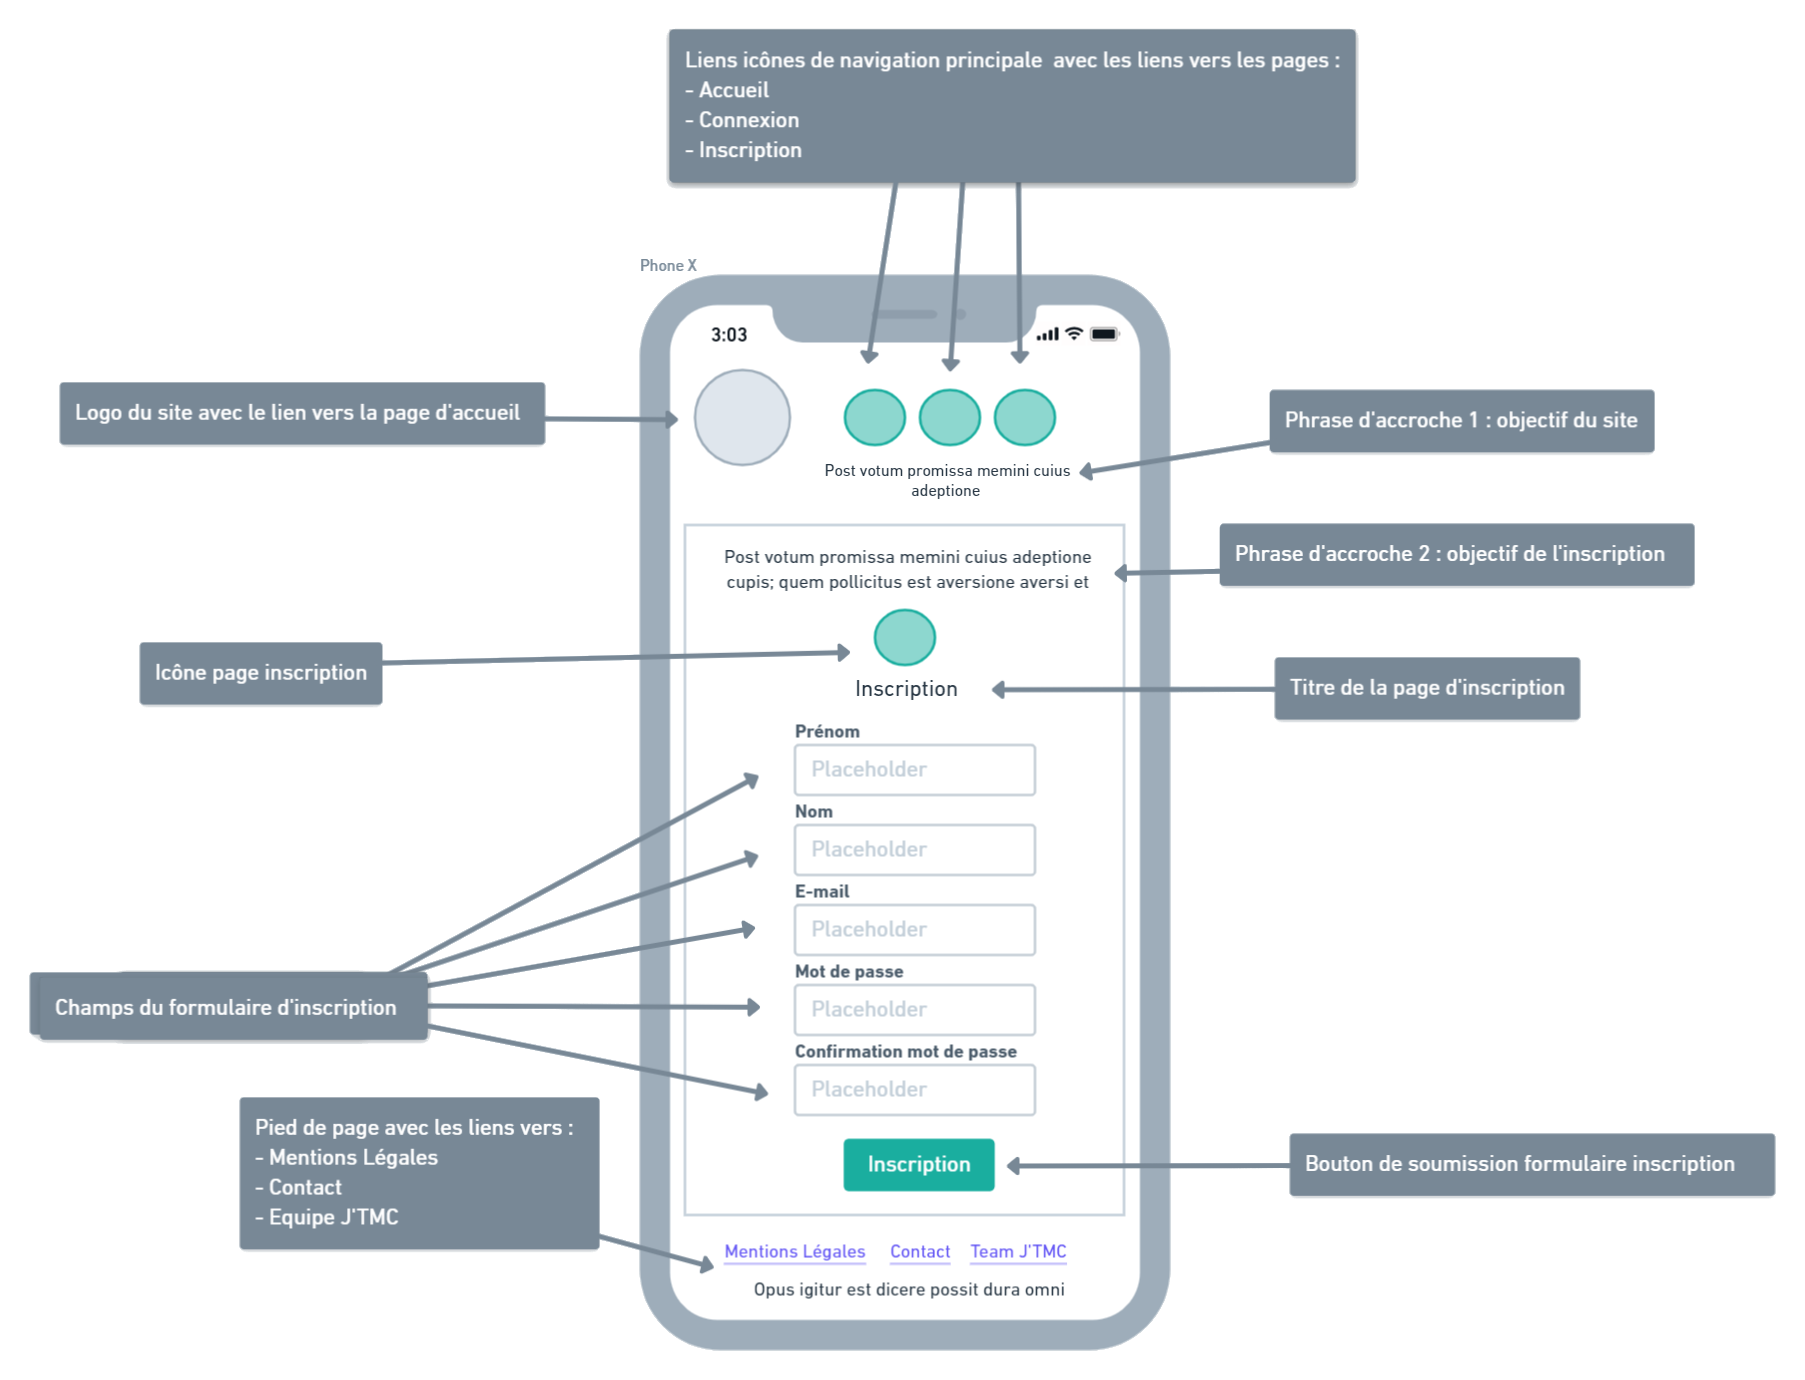 Liens icônes de navigation principale  avec les liens vers les pages :
- Accueil
- Connexion
- Inscription
Phone X
3:03
Logo du site avec le lien vers la page d'accueil
Phrase d'accroche 1 : objectif du site
Post votum promissa memini cuius
adeptione
Phrase d'accroche 2 : objectif de l'inscription
Post votum promissa memini cuius adeptione
cupis; quem pollicitus est aversione aversi et
Icône page inscription
Inscription
Titre de la page d'inscription
Prénom
Placeholder
Nom
Placeholder
E-mail
Placeholder
Mot de passe
Placeholder
Champs du formulaire d'inscription
Confirmation mot de passe
Placeholder
Pied de page avec les liens vers :
- Mentions Légales
- Contact
- Equipe J'TMC
Inscription
Bouton de soumission formulaire inscription
Mentions Légales Contact Team J'TMC
Opus igitur est dicere possit dura omni